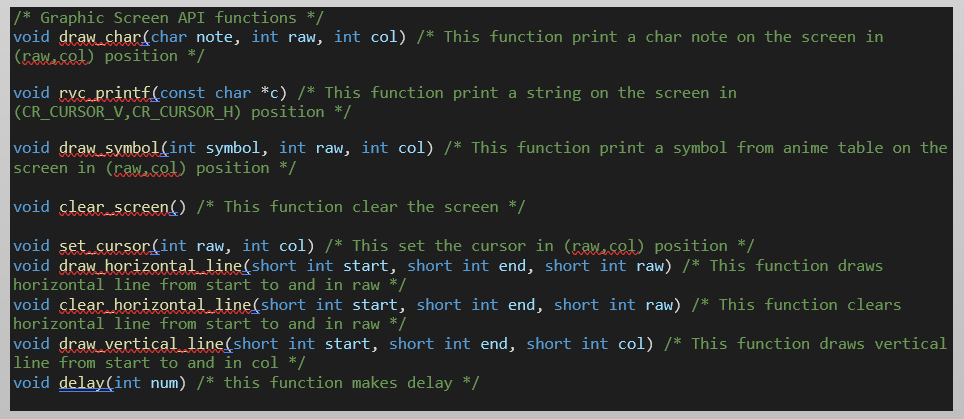 /* Graphic Screen API functions */
void draw_char(char note, int raw, int col) /* This function print a char note on the screen in
(raw,col) position */
void rvc_printf(const char *c) /* This function print a string on the screen in
(CR_CURSOR_V,CR_CURSOR_H) position */
void draw_symbol(int symbol, int raw, int col) /* This function print a symbol from anime table on the
screen in (raw,col) position */
void clear_screen() /* This function clear the screen */
void set_cursor(int raw, int col) /* This set the cursor in (raw,col) position */
void draw_horizontal_line(short int start, short int end, short int raw) /* This function draws
horizontal line from start to and in raw */
void clear_horizontal_line(short int start, short int end, short int raw) /* This function clears
horizontal line from start to and in raw */
void draw_vertical_line(short int start, short int end, short int col) /* This function draws vertical
line from start to and in col */
void delay(int num) /* this function makes delay */